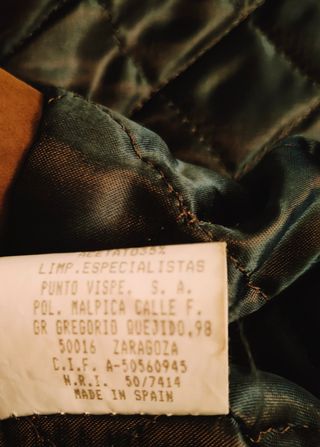 ACETATO35%
LIMP.ESPECIALISTAS
PUNTO VISPE, S. A.
POL. MALPICA CALLE F.
GR GREGORIO QUEJIDO,98
50016 ZARAGOZA
C.I.F. A-50560945
N.R.I. 50/7414
MADE IN SPAIN